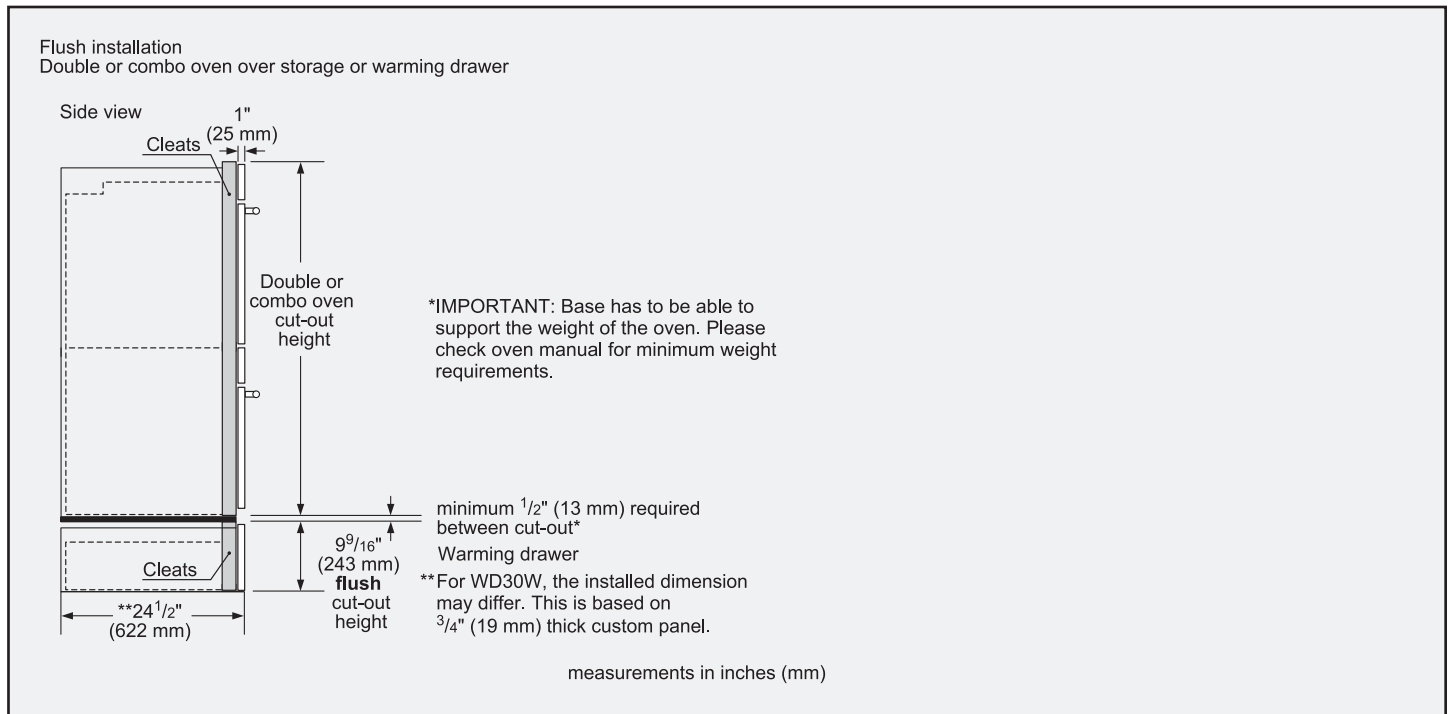 Flush installation
Double or combo oven over storage or warming drawer
Side view
1"
(25 mm)
Cleats
Double or
combo oven
cut-out
height
*IMPORTANT: Base has to be able to
support the weight of the oven. Please
check oven manual for minimum weight
requirements.
minimum 1/2" (13 mm) required
between cut-out*
Warming drawer
9 9/16"
(243 mm)
flush
cut-out
height
Cleats
**24 1/2"
(622 mm)
**For WD30W, the installed dimension
may differ. This is based on
3/4" (19 mm) thick custom panel.
measurements in inches (mm)